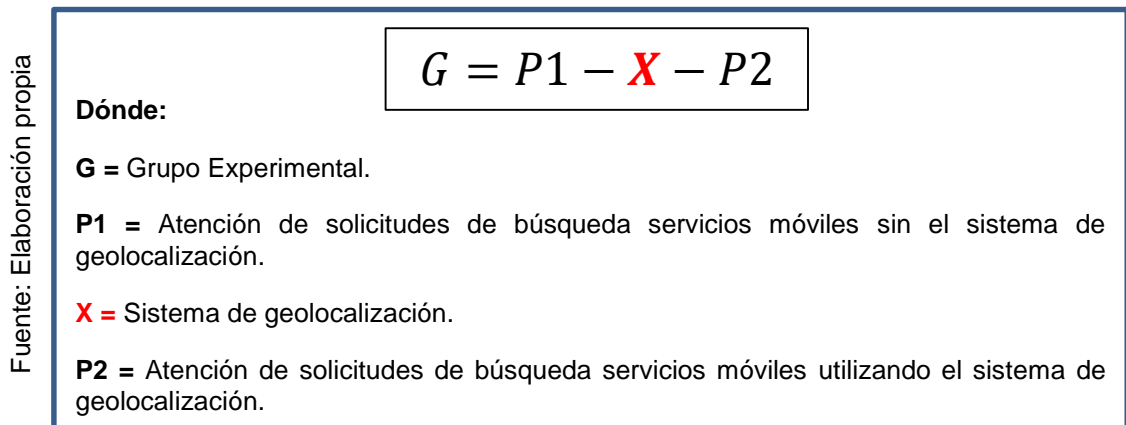 Fuente: Elaboración propia
G = P1 − X − P2
Dónde:
G = Grupo Experimental.
P1 = Atención de solicitudes de búsqueda servicios móviles sin el sistema de
geolocalización.
X = Sistema de geolocalización.
P2 = Atención de solicitudes de búsqueda servicios móviles utilizando el sistema de
geolocalización.